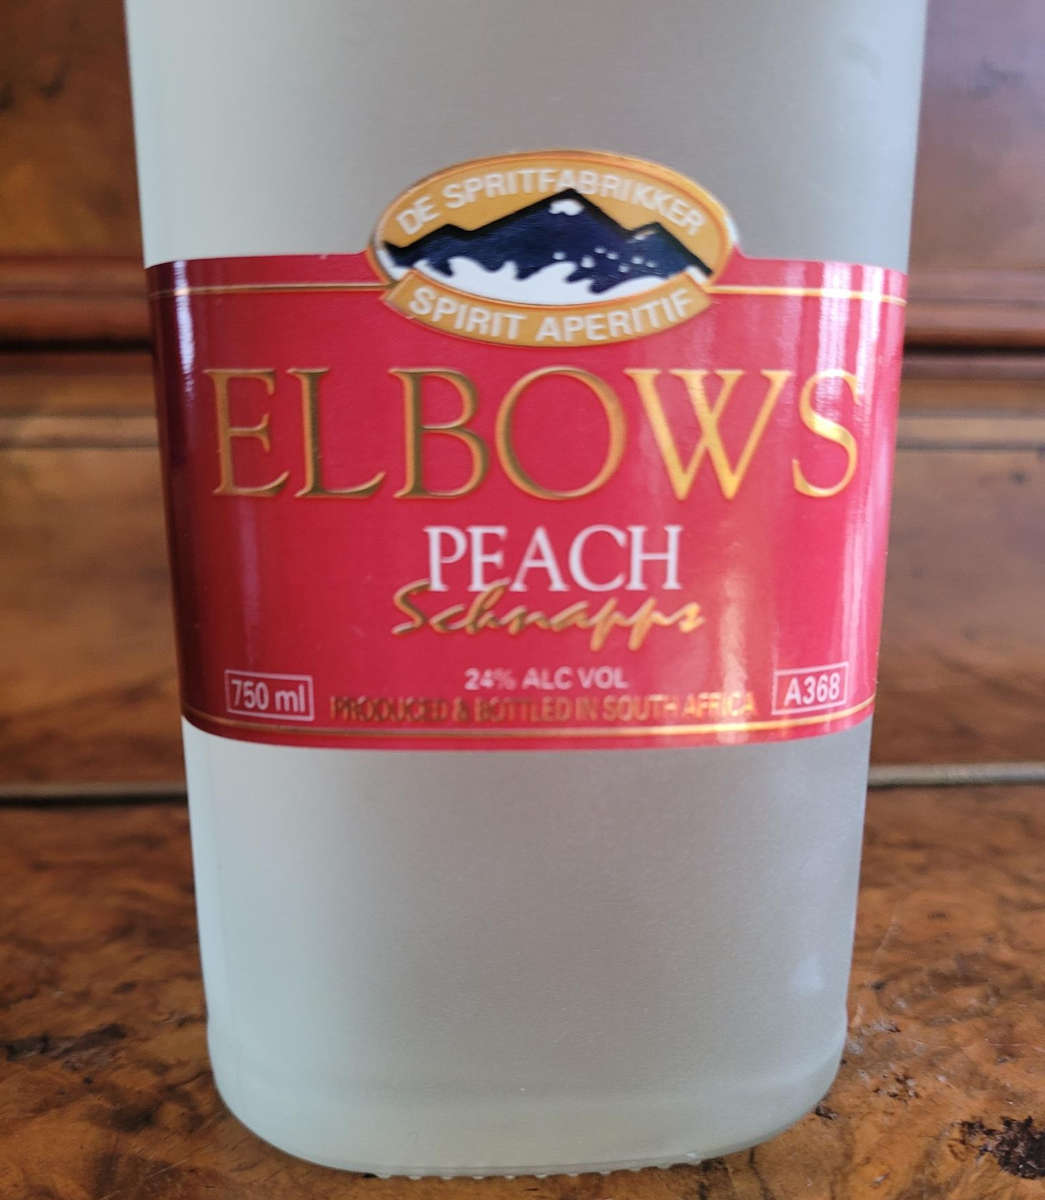 DE SPRITFABRIKKER
SPIRIT APERITIF
ELBOWS
PEACH
Schnapps
24% ALC VOL
750 ml
PRODUCED & BOTTLED IN SOUTH AFRICA
A368